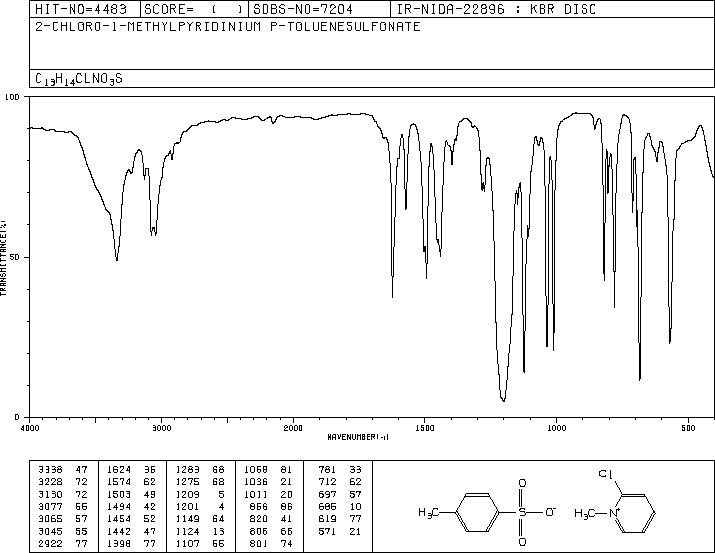 HIT-NO=4483 SCORE= ( ) SDBS-NO=7204 IR-NIDA-22896 : KBR DISC
2-CHLORO-1-METHYLPYRIDINIUM P-TOLUENESULFONATE
C13H14CLNO3S
100
50
0
TRANSMITTANCE(%)
4000 3000 2000 1500 1000 500
WAVENUMBER(-1)
3338 47 1624 36 1283 68 1068 81 781 33
3228 72 1574 62 1275 68 1036 21 712 62
3130 72 1503 49 1209 5 1011 20 697 57
3077 66 1494 42 1201 4 866 86 685 10
3065 57 1454 52 1149 64 820 41 619 77
3045 55 1442 47 1124 13 806 66 571 21
2922 77 1398 77 1107 55 801 74
H3C
O
S
O-
O
Cl
H3C
N+